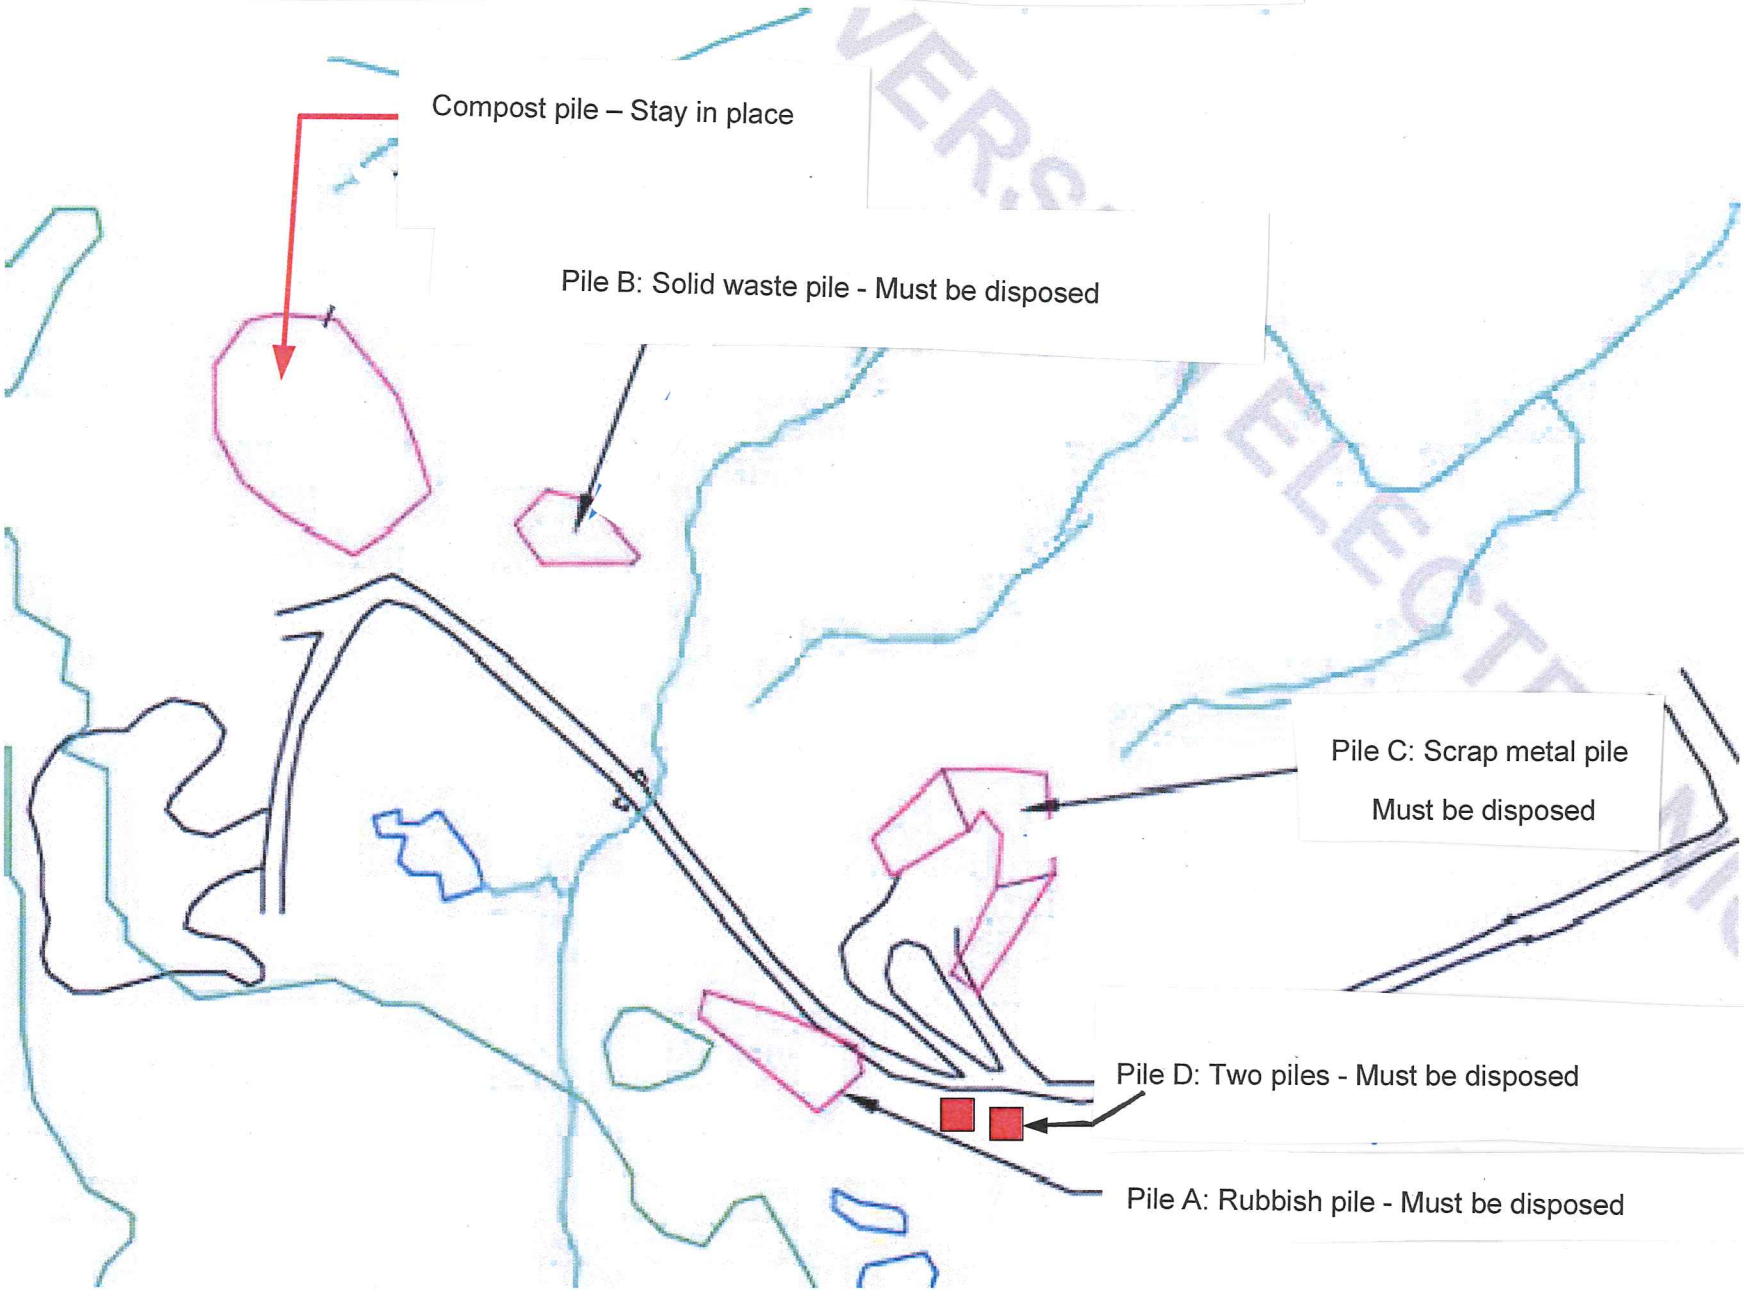 Compost pile – Stay in place
Pile B: Solid waste pile - Must be disposed
Pile C: Scrap metal pile
Must be disposed
Pile D: Two piles - Must be disposed
Pile A: Rubbish pile - Must be disposed